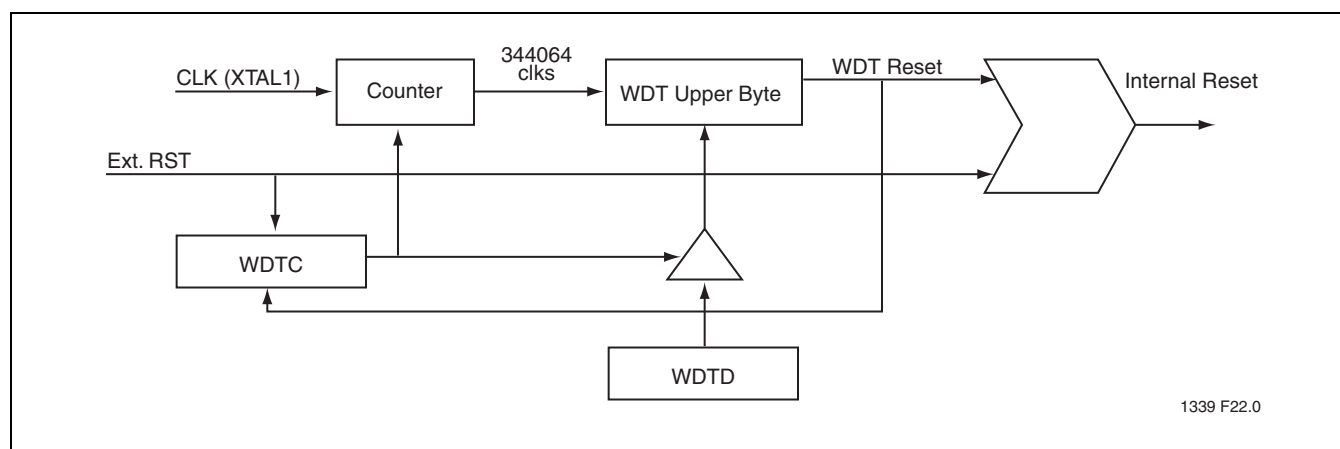 344064
clks
CLK (XTAL1)
Counter
WDT Upper Byte
WDT Reset
Internal Reset
Ext. RST
WDTC
WDTD
1339 F22.0